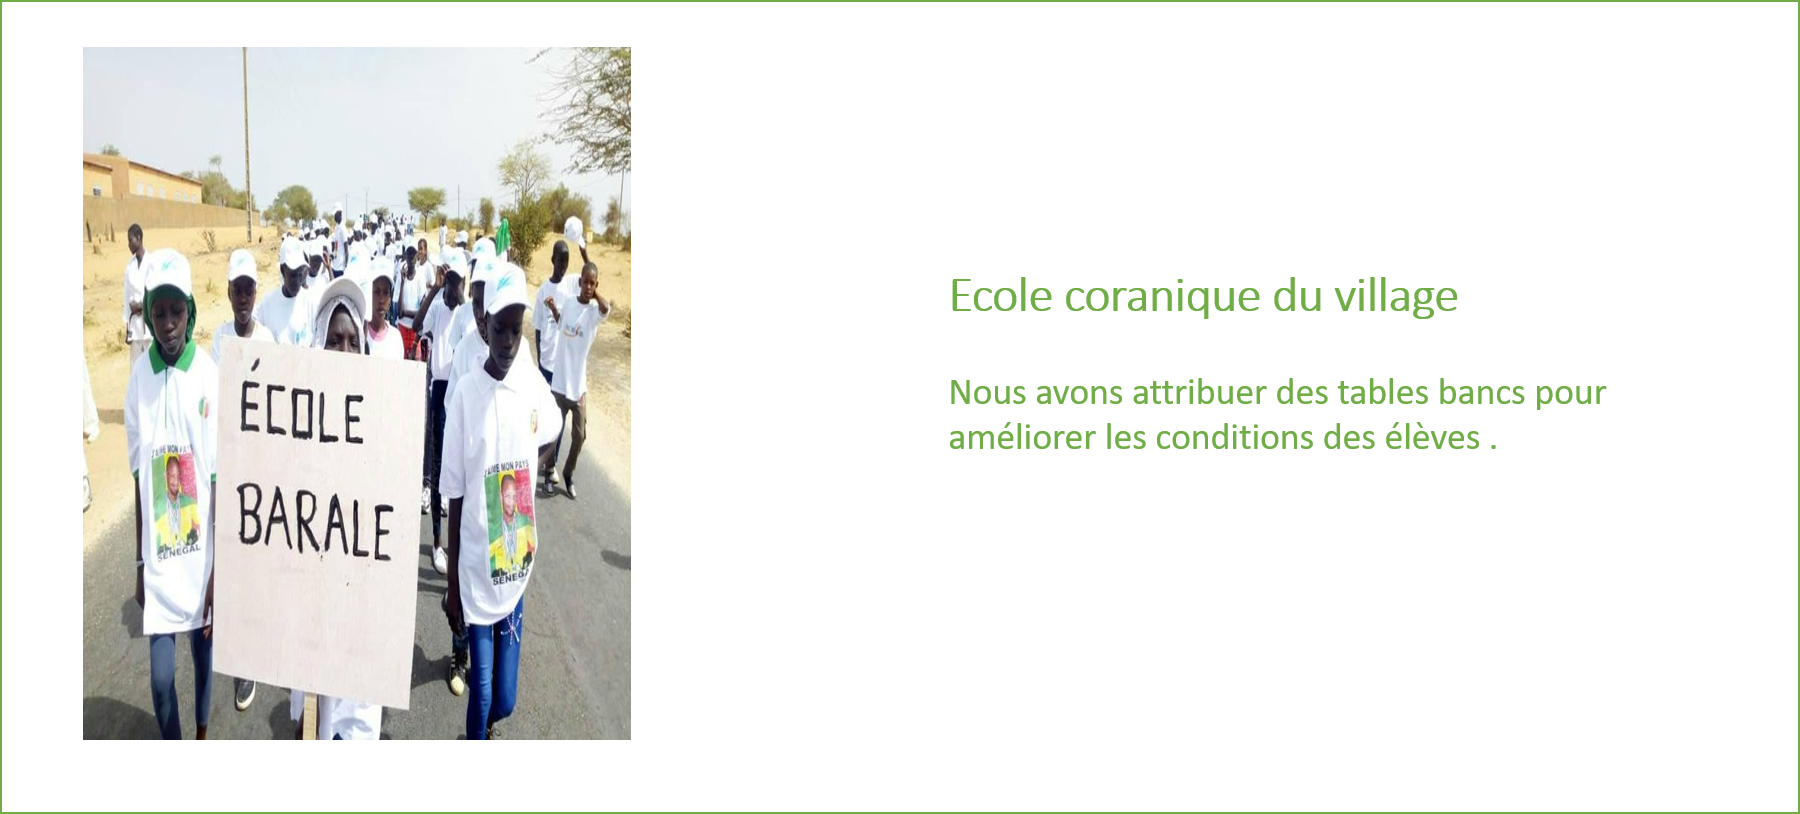 ÉCOLE
BARALE
J'AIME MON PAYS
SENEGAL
J'AIME MON PAYS
SENEGAL
Ecole coranique du village
Nous avons attribuer des tables bancs pour
améliorer les conditions des élèves .